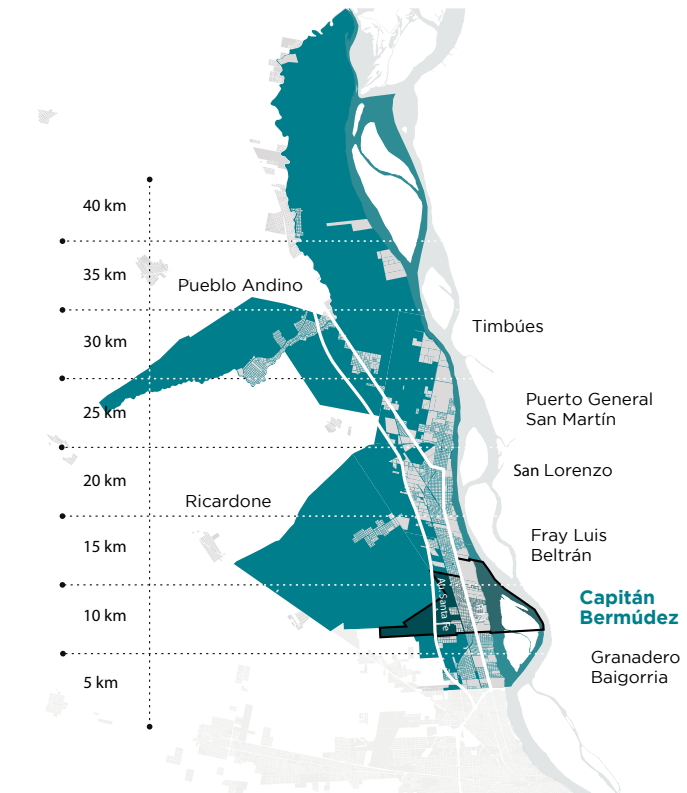 40 km
35 km
Pueblo Andino
Timbúes
30 km
Puerto General
San Martín
25 km
San Lorenzo
20 km
Ricardone
Fray Luis
Beltrán
15 km
Capitán
Bermúdez
10 km
Granadero
Baigorria
5 km